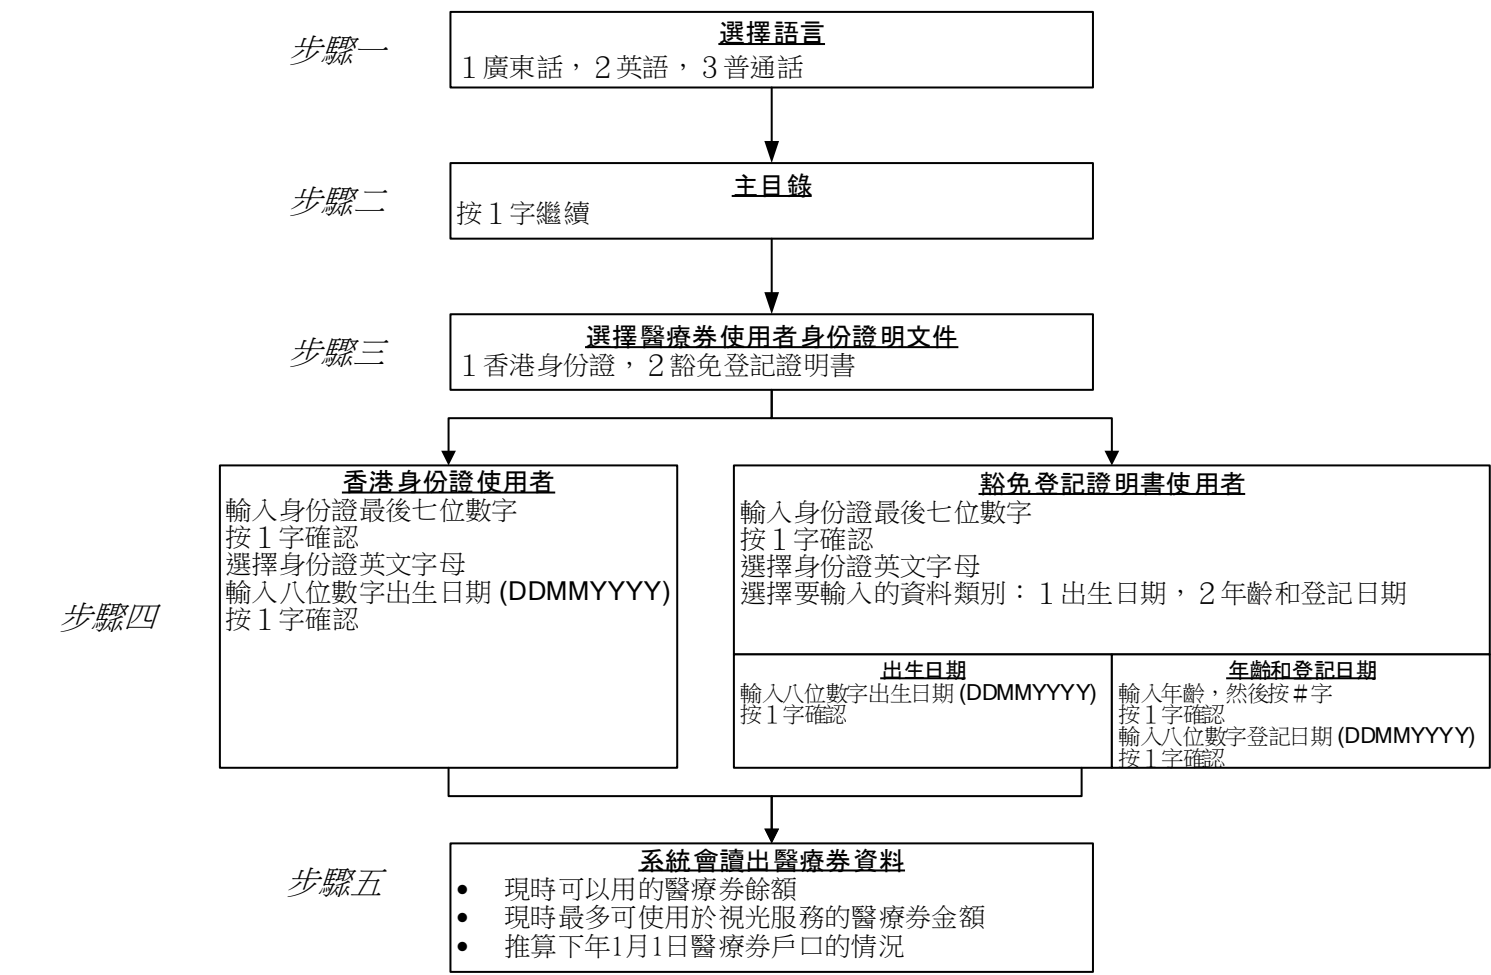 步驟一
選擇語言
１廣東話，２英語，３普通話
步驟二
主目錄
按１字繼續
步驟三
選擇醫療券使用者身份證明文件
１香港身份證，２豁免登記證明書
步驟四
香港身份證使用者
輸入身份證最後七位數字
按１字確認
選擇身份證英文字母
輸入八位數字出生日期 (DDMMYYYY)
按１字確認
豁免登記證明書使用者
輸入身份證最後七位數字
按１字確認
選擇身份證英文字母
選擇要輸入的資料類別：１出生日期，２年齡和登記日期
出生日期
輸入八位數字出生日期 (DDMMYYYY)
按１字確認
年齡和登記日期
輸入年齡，然後按＃字
按１字確認
輸入八位數字登記日期 (DDMMYYYY)
按１字確認
步驟五
系統會讀出醫療券資料
• 現時可以用的醫療券餘額
• 現時最多可使用於視光服務的醫療券金額
• 推算下年1月1日醫療券戶口的情況